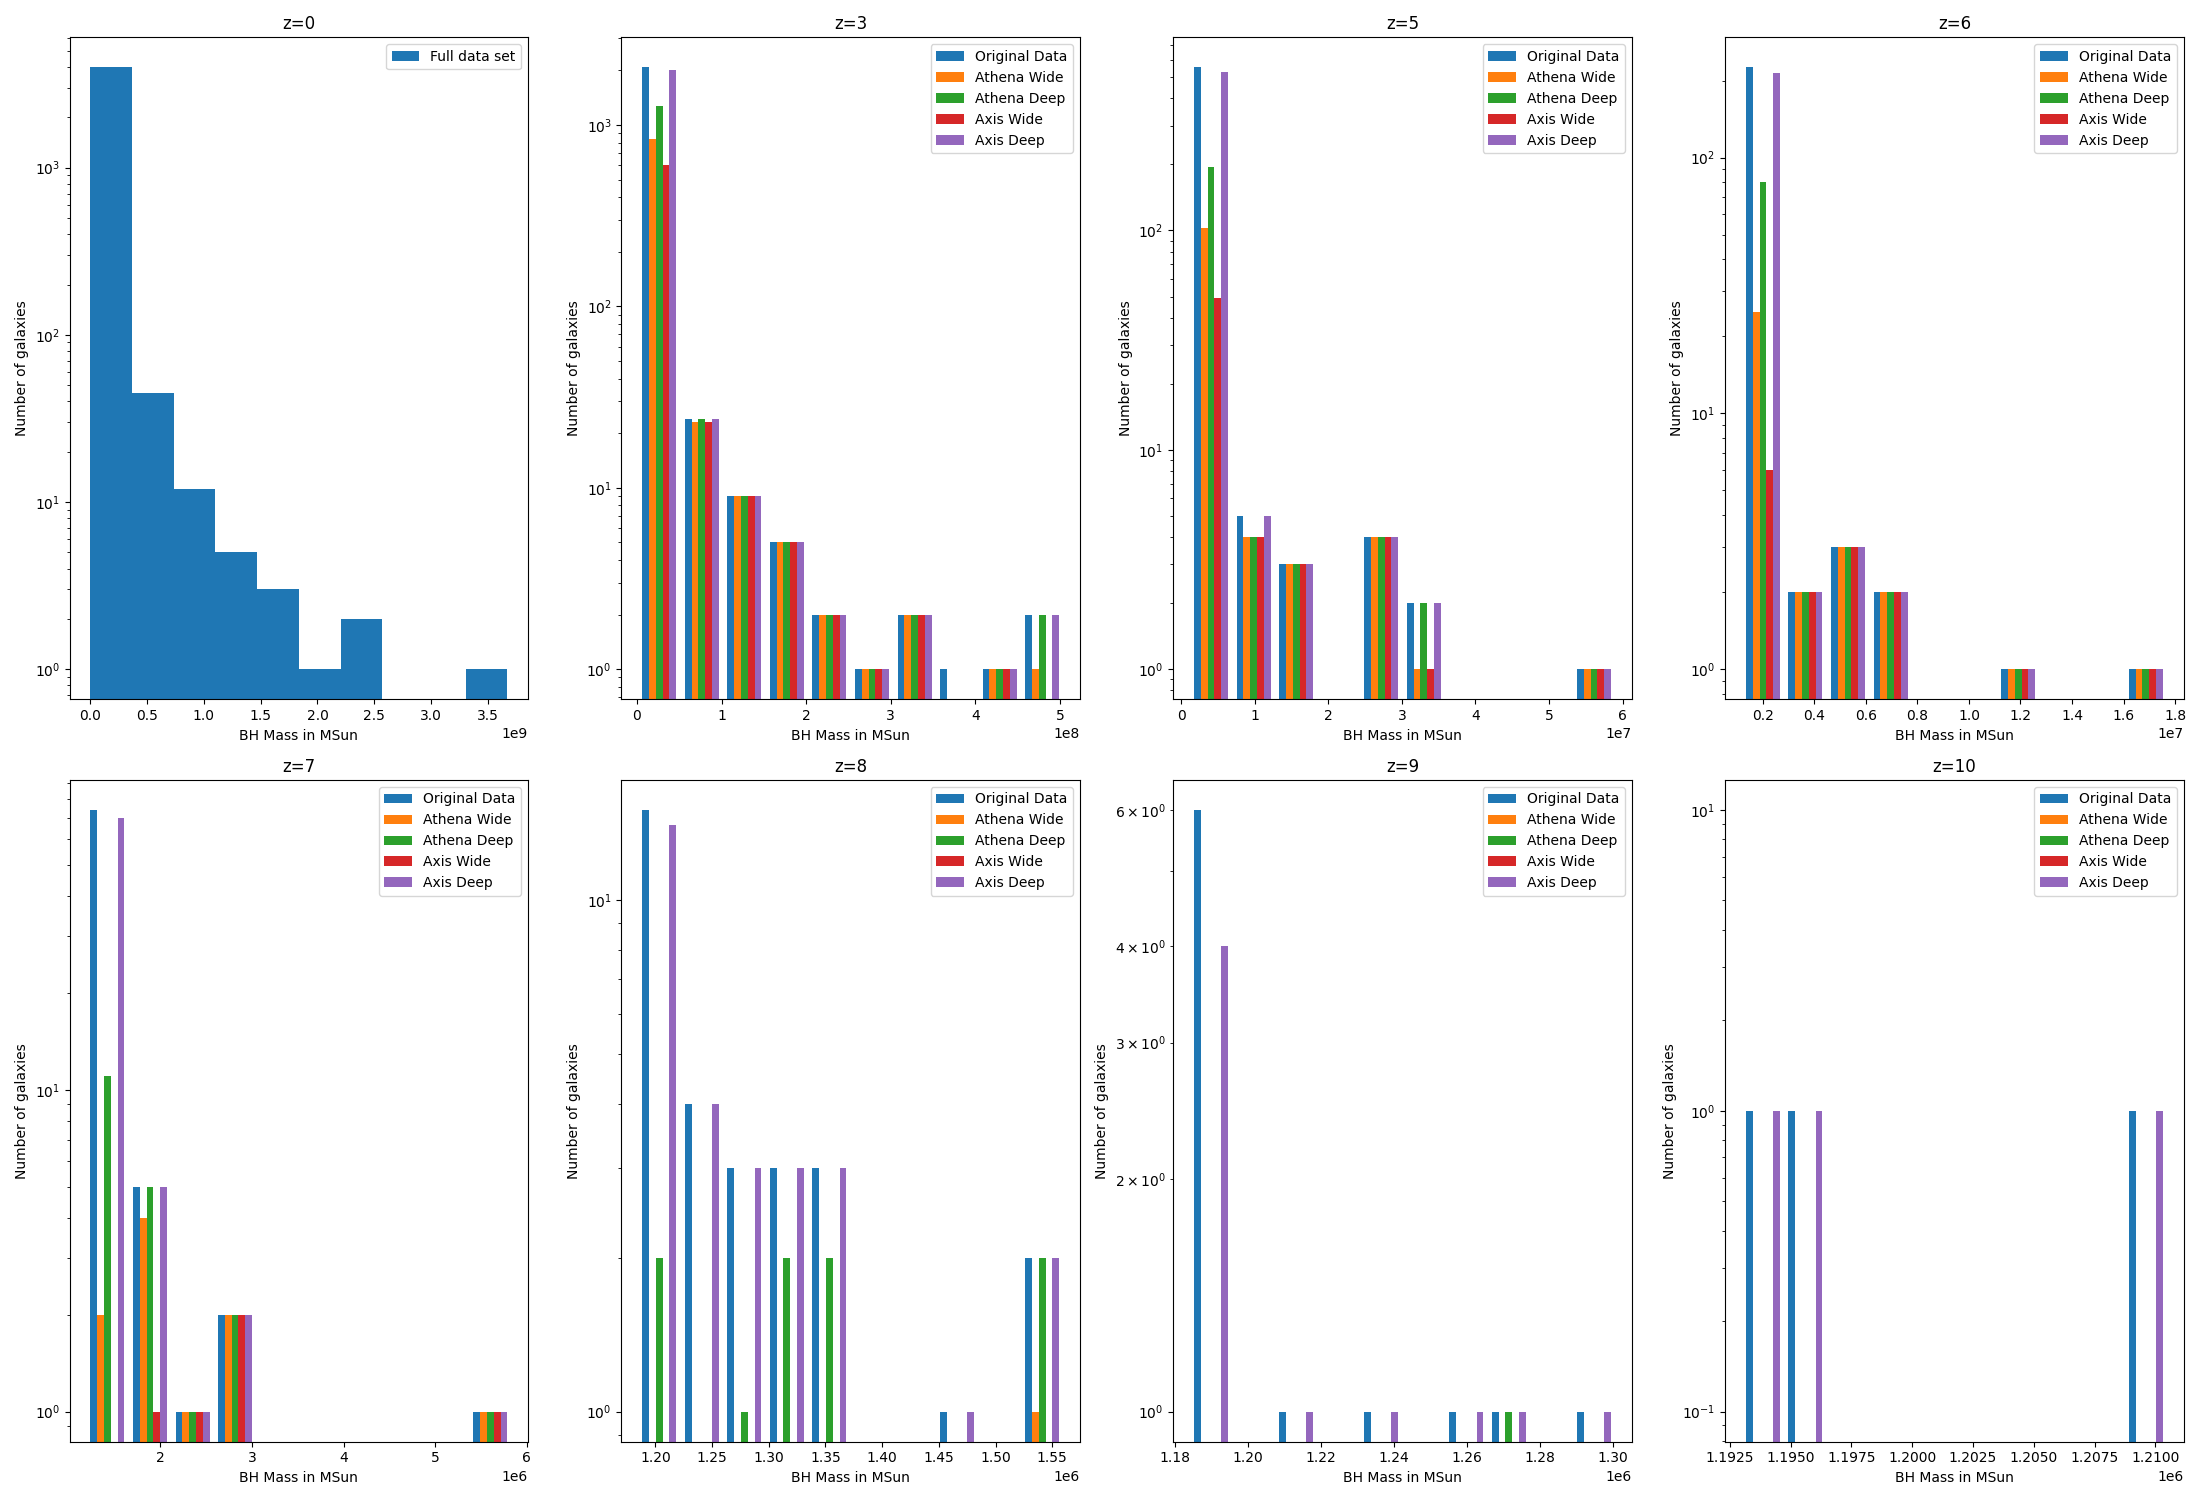 z=0
Full data set
Number of galaxies
10^3
10^2
10^1
10^0
0.0 0.5 1.0 1.5 2.0 2.5 3.0 3.5
BH Mass in MSun
1e9
z=3
Original Data
Athena Wide
Athena Deep
Axis Wide
Axis Deep
Number of galaxies
10^3
10^2
10^1
10^0
0 1 2 3 4 5
BH Mass in MSun
1e8
z=5
Original Data
Athena Wide
Athena Deep
Axis Wide
Axis Deep
Number of galaxies
10^2
10^1
10^0
0 1 2 3 4 5 6
BH Mass in MSun
1e7
z=6
Original Data
Athena Wide
Athena Deep
Axis Wide
Axis Deep
Number of galaxies
10^2
10^1
10^0
0.2 0.4 0.6 0.8 1.0 1.2 1.4 1.6 1.8
BH Mass in MSun
1e7
z=7
Original Data
Athena Wide
Athena Deep
Axis Wide
Axis Deep
Number of galaxies
10^1
10^0
2 3 4 5 6
BH Mass in MSun
1e6
z=8
Original Data
Athena Wide
Athena Deep
Axis Wide
Axis Deep
Number of galaxies
10^1
10^0
1.20 1.25 1.30 1.35 1.40 1.45 1.50 1.55
BH Mass in MSun
1e6
z=9
Original Data
Athena Wide
Athena Deep
Axis Wide
Axis Deep
Number of galaxies
6 × 10^0
4 × 10^0
3 × 10^0
2 × 10^0
10^0
1.18 1.20 1.22 1.24 1.26 1.28 1.30
BH Mass in MSun
1e6
z=10
Original Data
Athena Wide
Athena Deep
Axis Wide
Axis Deep
Number of galaxies
10^1
10^0
10^−1
1.1925 1.1950 1.1975 1.2000 1.2025 1.2050 1.2075 1.2100
BH Mass in MSun
1e6